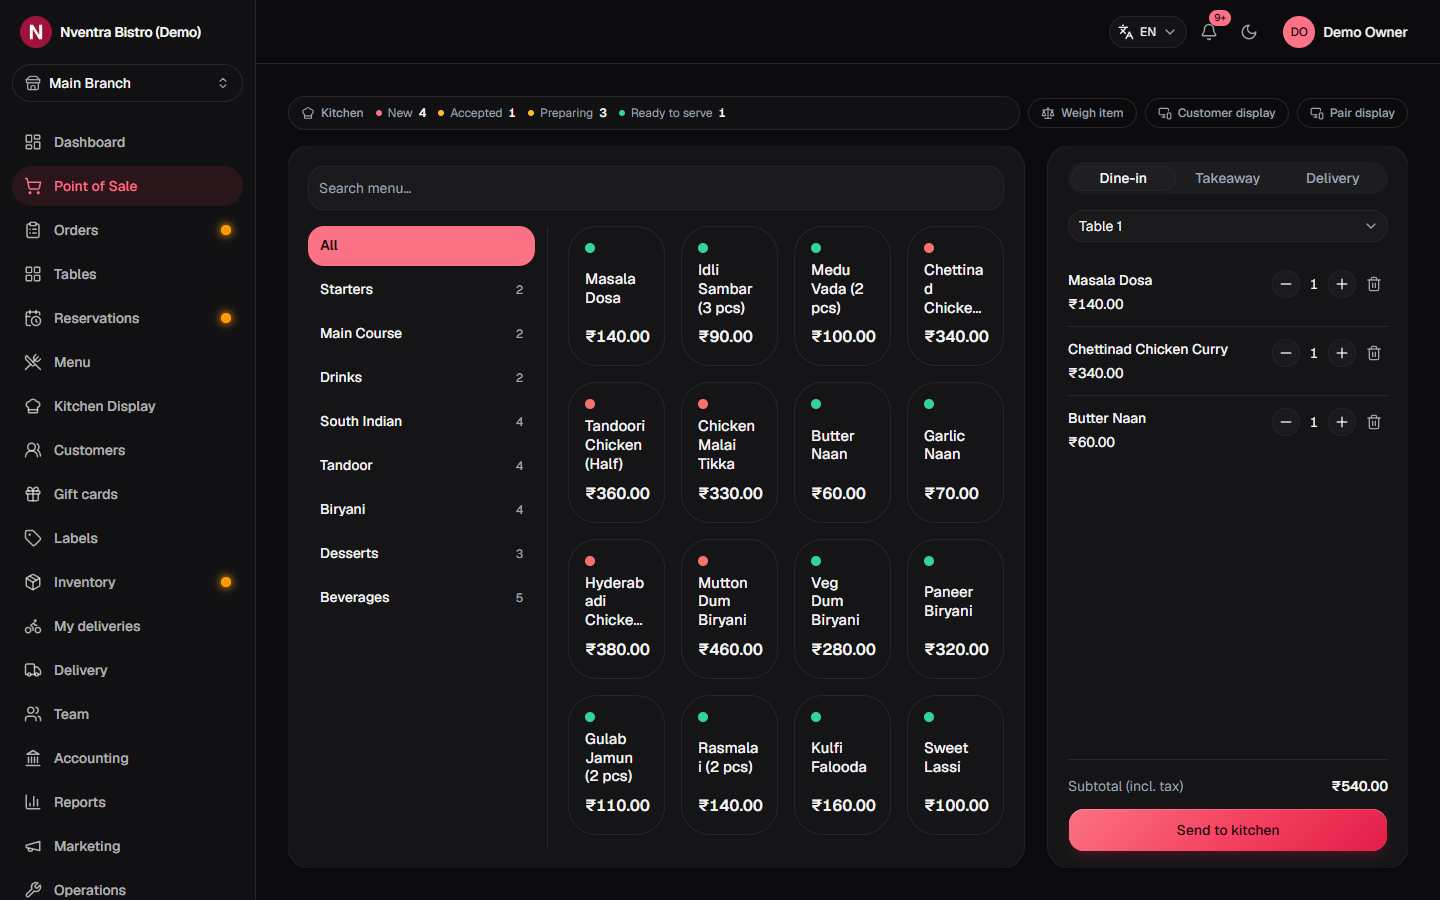 N Nventra Bistro (Demo)
EN
9+
DO Demo Owner
Main Branch
Dashboard
Point of Sale
Orders
Tables
Reservations
Menu
Kitchen Display
Customers
Gift cards
Labels
Inventory
My deliveries
Delivery
Team
Accounting
Reports
Marketing
Operations
Kitchen New 4 Accepted 1 Preparing 3 Ready to serve 1
Weigh item
Customer display
Pair display
Search menu...
All
Starters 2
Main Course 2
Drinks 2
South Indian 4
Tandoor 4
Biryani 4
Desserts 3
Beverages 5
Masala
Dosa
₹140.00
Idli
Sambar
(3 pcs)
₹90.00
Medu
Vada (2
pcs)
₹100.00
Chettina
d
Chicke...
₹340.00
Tandoori
Chicken
(Half)
₹360.00
Chicken
Malai
Tikka
₹330.00
Butter
Naan
₹60.00
Garlic
Naan
₹70.00
Hyderab
adi
Chicke...
₹380.00
Mutton
Dum
Biryani
₹460.00
Veg
Dum
Biryani
₹280.00
Paneer
Biryani
₹320.00
Gulab
Jamun
(2 pcs)
₹110.00
Rasmala
i (2 pcs)
₹140.00
Kulfi
Falooda
₹160.00
Sweet
Lassi
₹100.00
Dine-in Takeaway Delivery
Table 1
Masala Dosa 1
₹140.00
Chettinad Chicken Curry 1
₹340.00
Butter Naan 1
₹60.00
Subtotal (incl. tax) ₹540.00
Send to kitchen